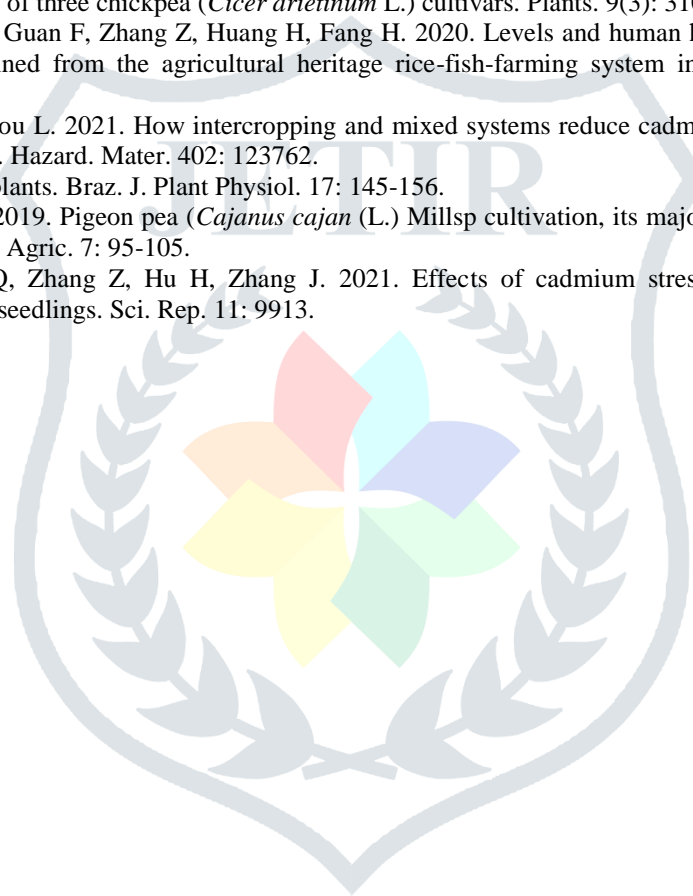 of three chickpea (Cicer arietinum L.) cultivars. Plants. 9(3): 310
Guan F, Zhang Z, Huang H, Fang H. 2020. Levels and human
ined from the agricultural heritage rice-fish-farming system in
ou L. 2021. How intercropping and mixed systems reduce cadm
. Hazard. Mater. 402: 123762.
plants. Braz. J. Plant Physiol. 17: 145-156.
2019. Pigeon pea (Cajanus cajan (L.) Millsp cultivation, its majo
Agric. 7: 95-105.
Q, Zhang Z, Hu H, Zhang J. 2021. Effects of cadmium stres
seedlings. Sci. Rep. 11: 9913.
JETIR